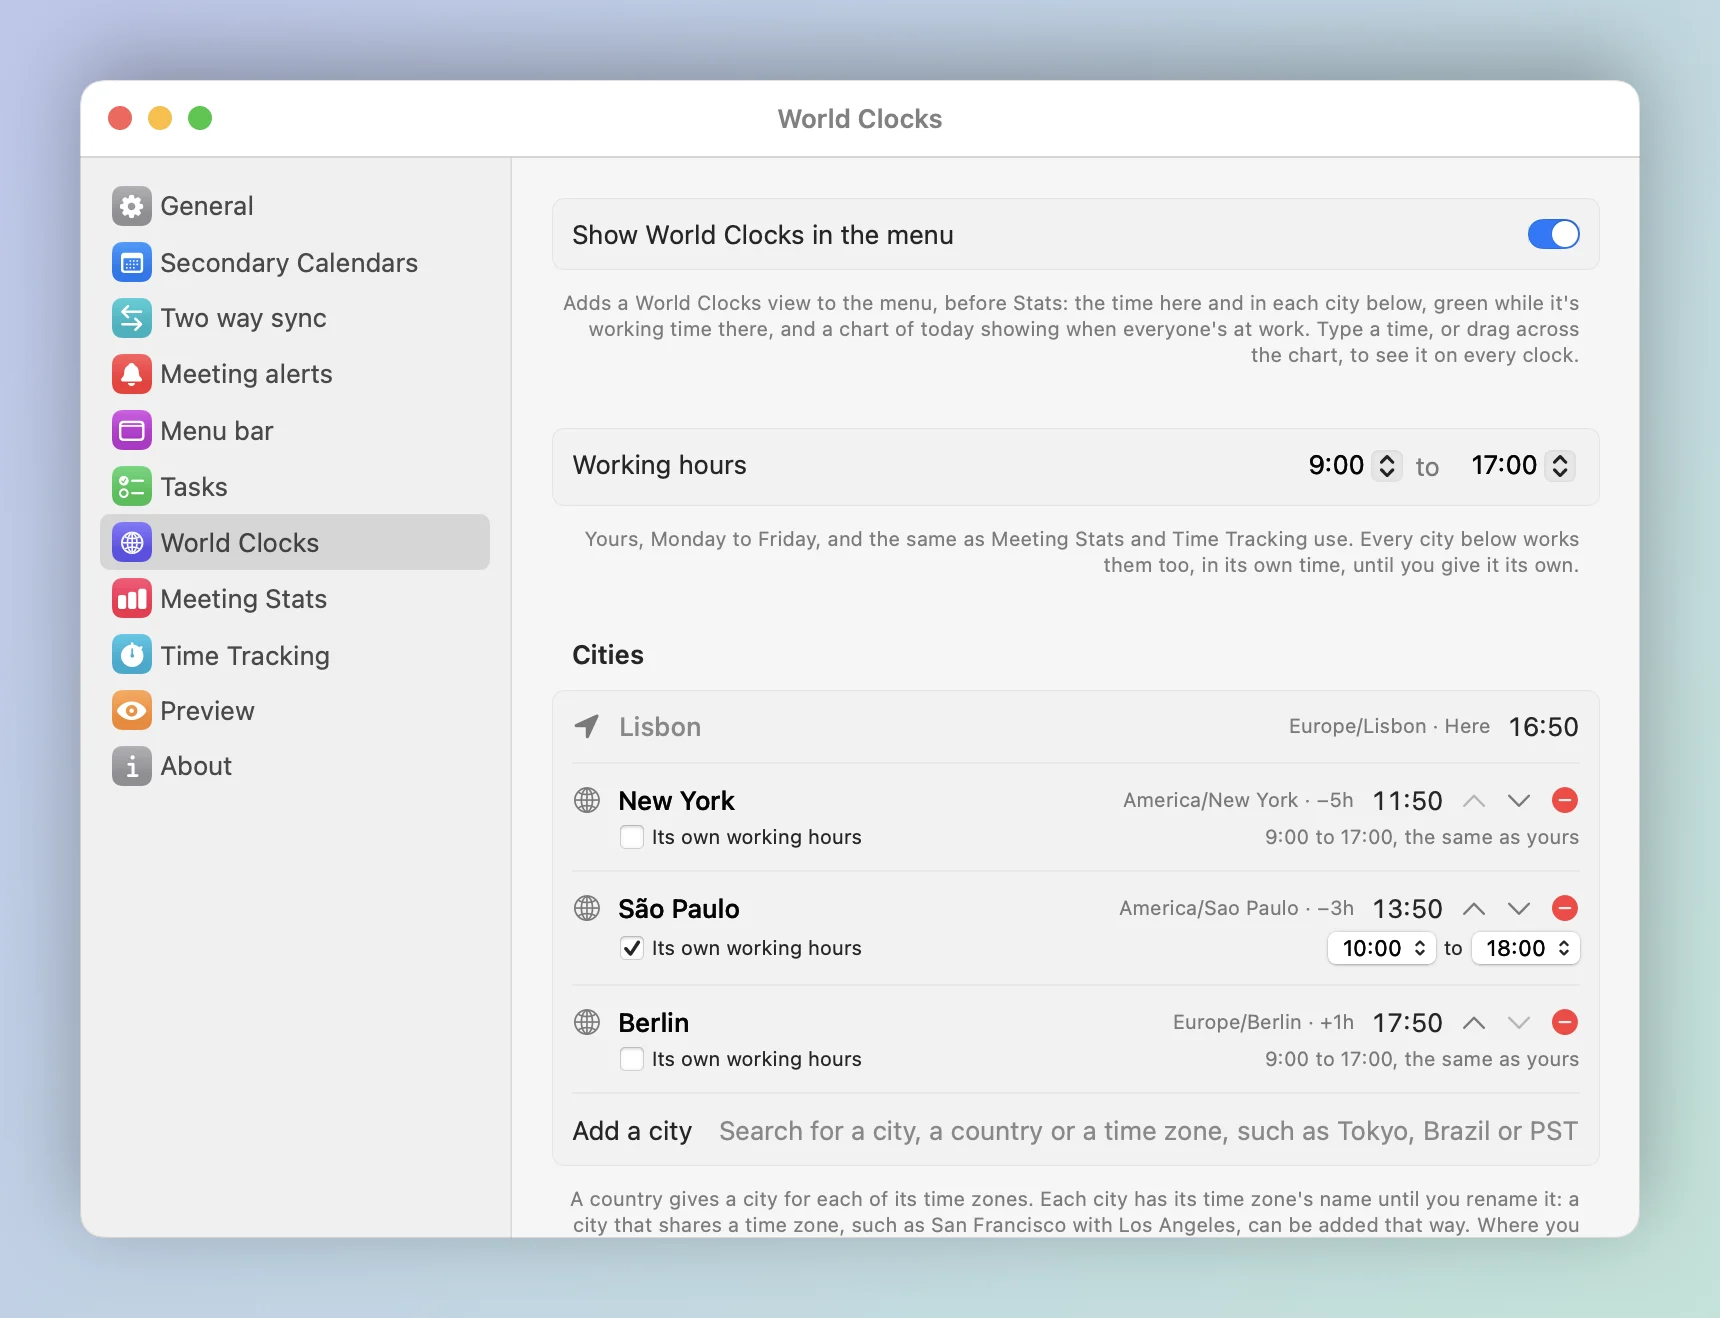 World Clocks
General
Secondary Calendars
Two way sync
Meeting alerts
Menu bar
Tasks
World Clocks
Meeting Stats
Time Tracking
Preview
About
Show World Clocks in the menu
Adds a World Clocks view to the menu, before Stats: the time here and in each city below, green while it's
working time there, and a chart of today showing when everyone's at work. Type a time, or drag across
the chart, to see it on every clock.
Working hours 9:00 to 17:00
Yours, Monday to Friday, and the same as Meeting Stats and Time Tracking use. Every city below works
them too, in its own time, until you give it its own.
Cities
Lisbon Europe/Lisbon · Here 16:50
New York America/New York · −5h 11:50
Its own working hours 9:00 to 17:00, the same as yours
São Paulo America/Sao Paulo · −3h 13:50
Its own working hours 10:00 to 18:00
Berlin Europe/Berlin · +1h 17:50
Its own working hours 9:00 to 17:00, the same as yours
Add a city Search for a city, a country or a time zone, such as Tokyo, Brazil or PST
A country gives a city for each of its time zones. Each city has its time zone's name until you rename it: a
city that shares a time zone, such as San Francisco with Los Angeles, can be added that way. Where you